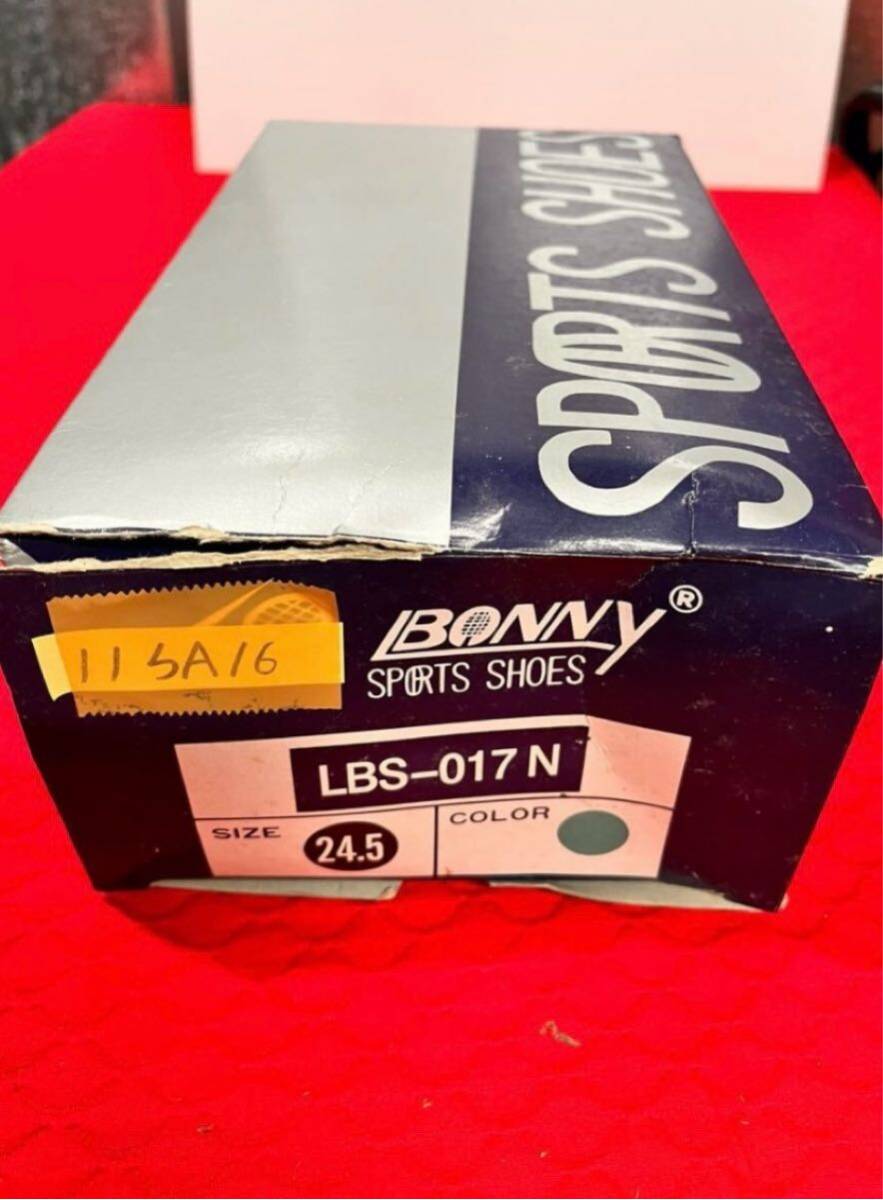 SPORTS SHOES
115A16
LBONNY®
SPORTS SHOES
LBS-017 N
SIZE 24.5
COLOR